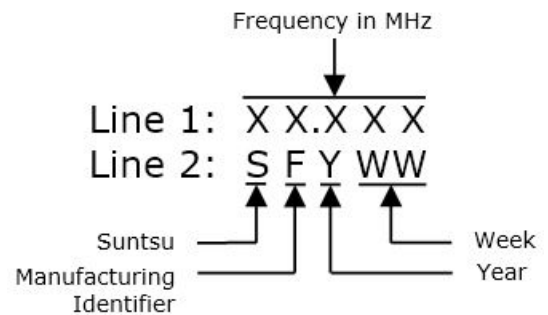 Frequency in MHz
Line 1: X X.X X X
Line 2: S F Y WW
Suntsu
Week
Manufacturing
Identifier
Year